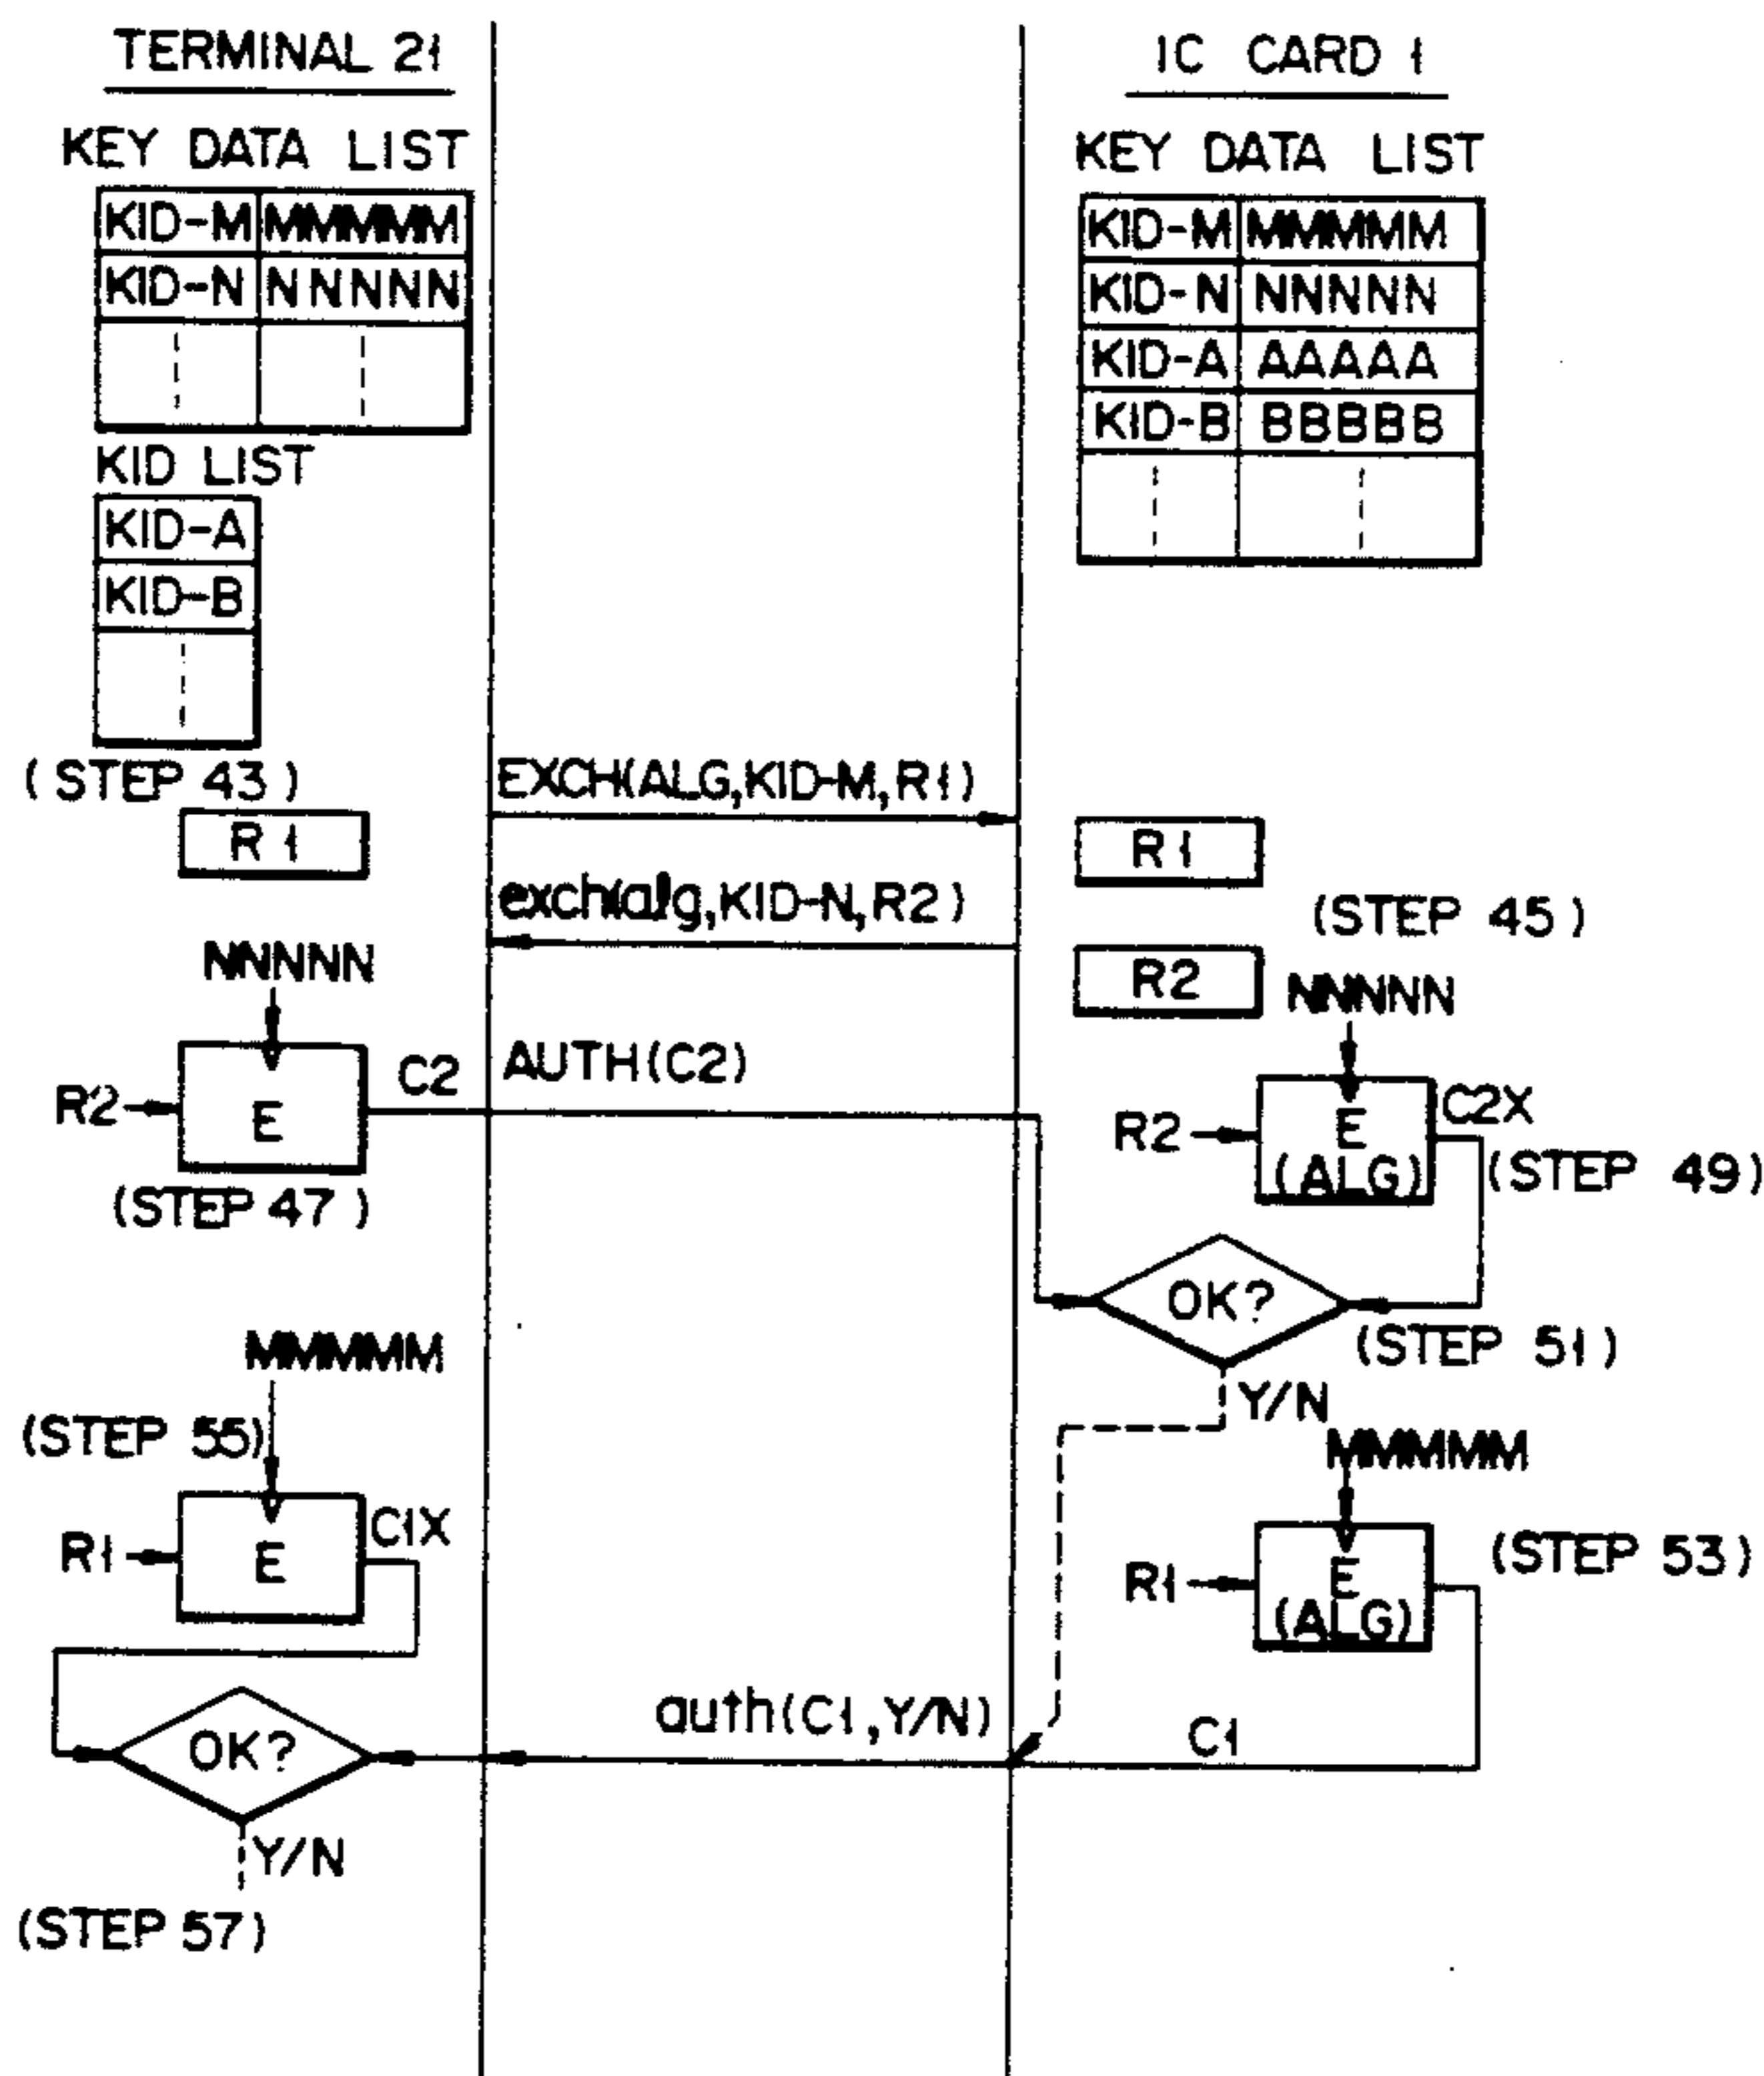 TERMINAL 21
KEY DATA LIST
KID-M MMMMM
KID-N NNNNN
KID LIST
KID-A
KID-B
(STEP 43)
R1
IC CARD 1
KEY DATA LIST
KID-M MMMMM
KID-N NNNNN
KID-A AAAAA
KID-B BBBBB
EXCH(ALG,KID-M,R1)
R1
exch(alg,KID-N,R2)
(STEP 45)
R2
NNNNN
R2
E
C2
AUTH(C2)
(STEP 47)
NNNNN
R2
E
(ALG)
C2X
(STEP 49)
OK?
(STEP 51)
Y/N
MMMMM
R1
E
(ALG)
(STEP 53)
C1
auth(C1,Y/N)
MMMMM
(STEP 55)
R1
E
C1X
OK?
Y/N
(STEP 57)